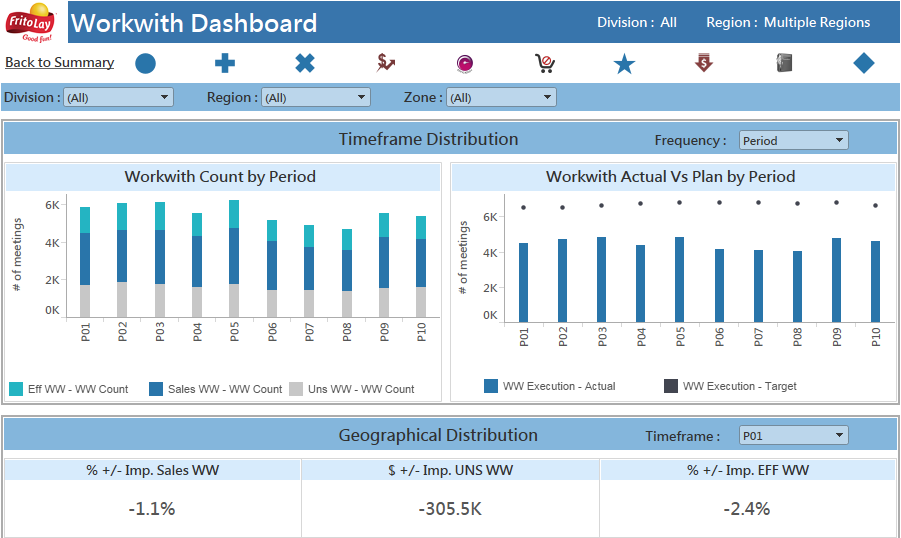 FritoLay
Good fun!
Workwith Dashboard
Division : All
Region : Multiple Regions
Back to Summary
Division : (All)
Region : (All)
Zone : (All)
Timeframe Distribution
Frequency : Period
Workwith Count by Period
# of meetings
6K
4K
2K
0K
P01 P02 P03 P04 P05 P06 P07 P08 P09 P10
Eff WW - WW Count
Sales WW - WW Count
Uns WW - WW Count
Workwith Actual Vs Plan by Period
# of meetings
6K
4K
2K
0K
P01 P02 P03 P04 P05 P06 P07 P08 P09 P10
WW Execution - Actual
WW Execution - Target
Geographical Distribution
Timeframe : P01
% +/- Imp. Sales WW
$ +/- Imp. UNS WW
% +/- Imp. EFF WW
-1.1%
-305.5K
-2.4%